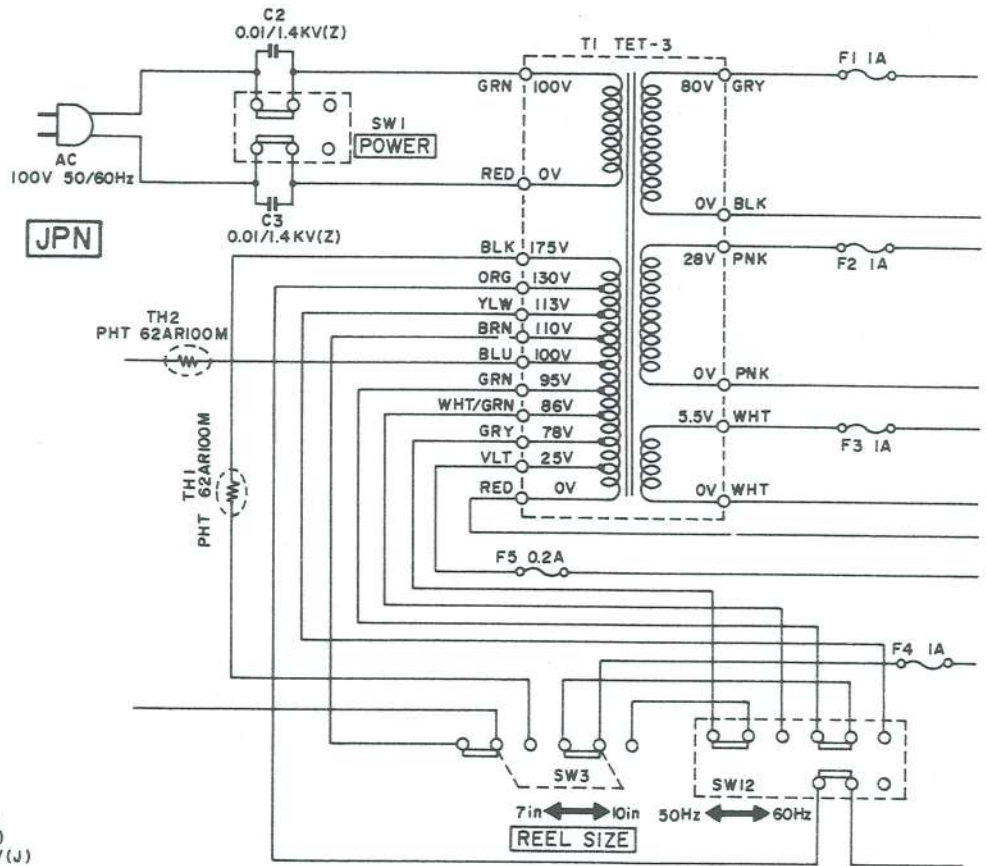 C2
0.01/1.4KV(Z)
T1 TET-3
F1 1A
GRN 100V
80V GRY
SW1
POWER
AC
100V 50/60Hz
RED 0V
0V BLK
C3
0.01/1.4KV(Z)
JPN
BLK 175V
28V PNK
F2 1A
ORG 130V
YLW 113V
TH2
PHT 62AR100M
BRN 110V
BLU 100V
GRN 95V
0V PNK
WHT/GRN 86V
5.5V WHT
GRY 78V
F3 1A
VLT 25V
TH1
PHT 62AR100M
RED 0V
0V WHT
F5 0.2A
F4 1A
SW3
SW12
7in 10in
50Hz 60Hz
REEL SIZE
)
(J)